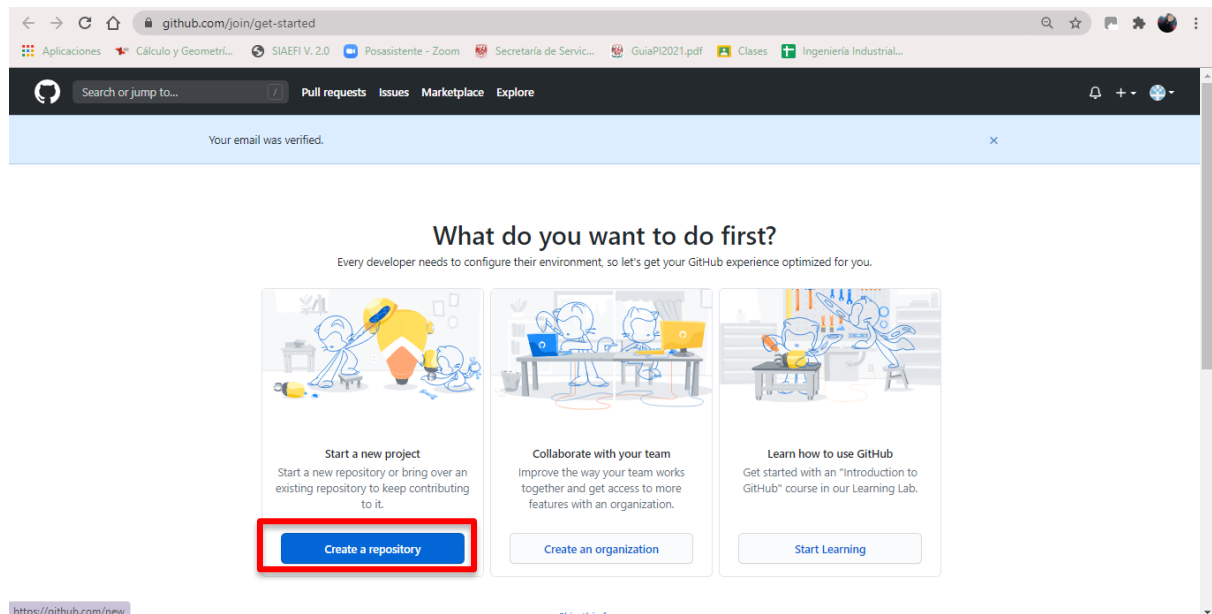 github.com/join/get-started
Aplicaciones Cálculo y Geometrí... SIAEFI V. 2.0 Posasistente - Zoom Secretaría de Servic... GuiaPI2021.pdf Clases Ingeniería Industrial...
Search or jump to... / Pull requests Issues Marketplace Explore
Your email was verified.
What do you want to do first?
Every developer needs to configure their environment, so let's get your GitHub experience optimized for you.
Start a new project
Start a new repository or bring over an
existing repository to keep contributing
to it.
Create a repository
Collaborate with your team
Improve the way your team works
together and get access to more
features with an organization.
Create an organization
Learn how to use GitHub
Get started with an "Introduction to
GitHub" course in our Learning Lab.
Start Learning
https://github.com/new